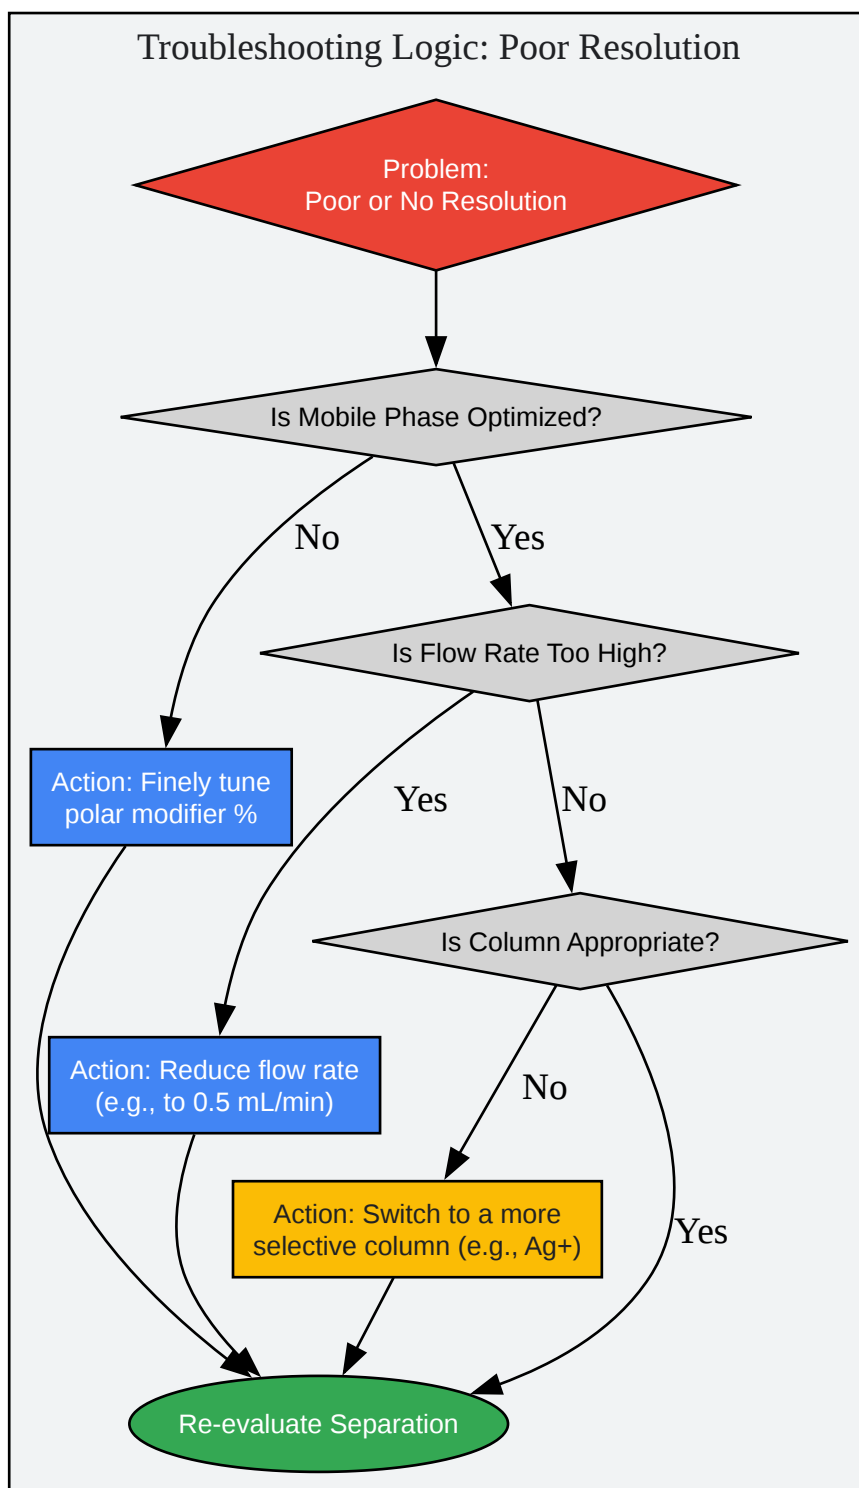 Troubleshooting Logic: Poor Resolution
Problem:
Poor or No Resolution
Is Mobile Phase Optimized?
No
Yes
Is Flow Rate Too High?
Action: Finely tune
polar modifier %
Yes
No
Is Column Appropriate?
Action: Reduce flow rate
(e.g., to 0.5 mL/min)
No
Action: Switch to a more
selective column (e.g., Ag+)
Yes
Re-evaluate Separation